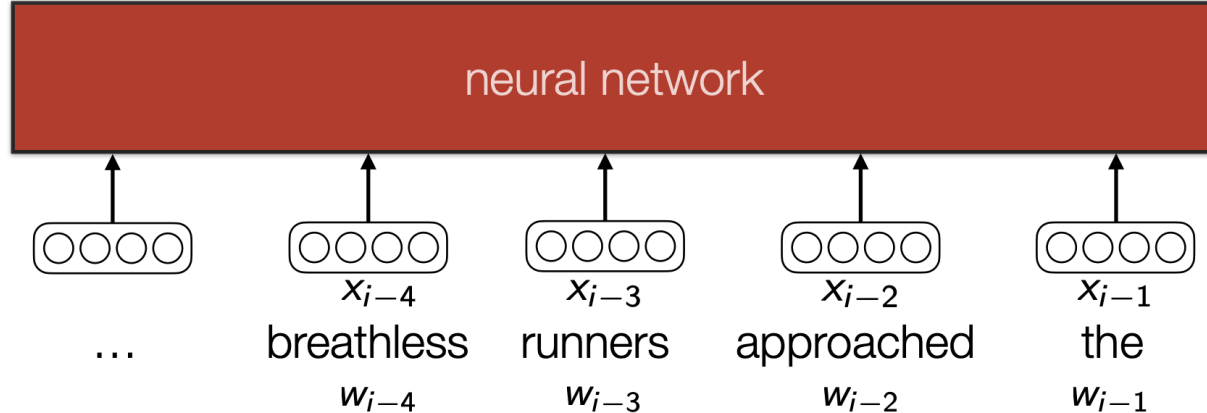 neural network
x_{i−4} x_{i−3} x_{i−2} x_{i−1}
... breathless runners approached the
w_{i−4} w_{i−3} w_{i−2} w_{i−1}